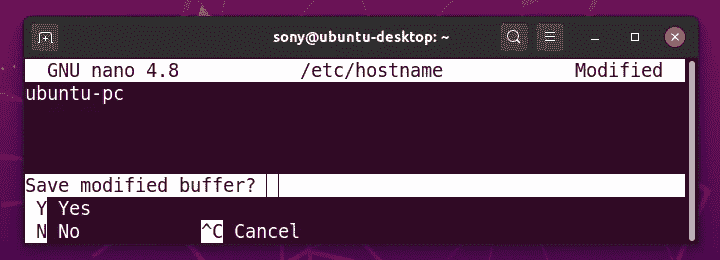 sony@ubuntu-desktop: ~
GNU nano 4.8 /etc/hostname Modified
ubuntu-pc
Save modified buffer?
Y Yes
N No ^C Cancel